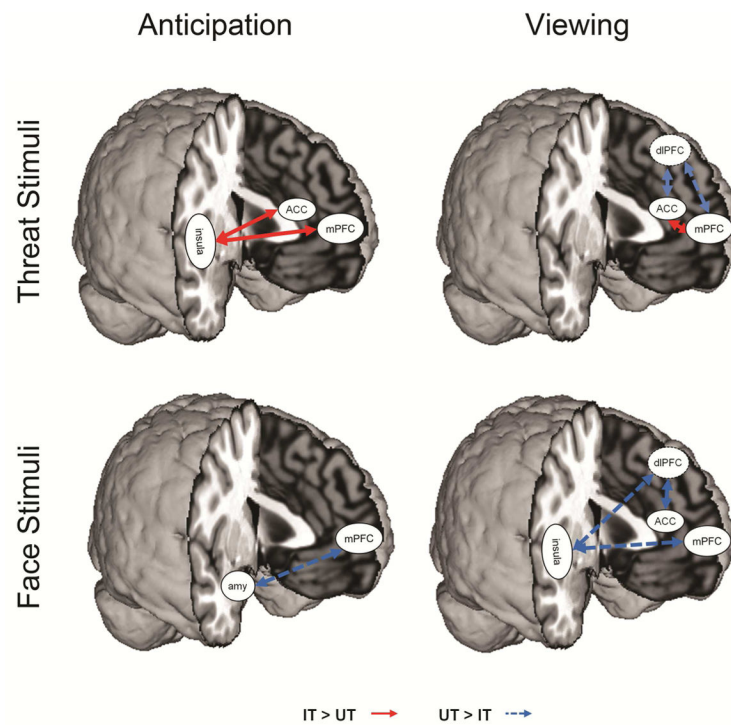 Anticipation
Viewing
Threat Stimuli
insula
ACC
mPFC
dlPFC
ACC
mPFC
Face Stimuli
amy
mPFC
insula
dlPFC
ACC
mPFC
IT > UT
UT > IT